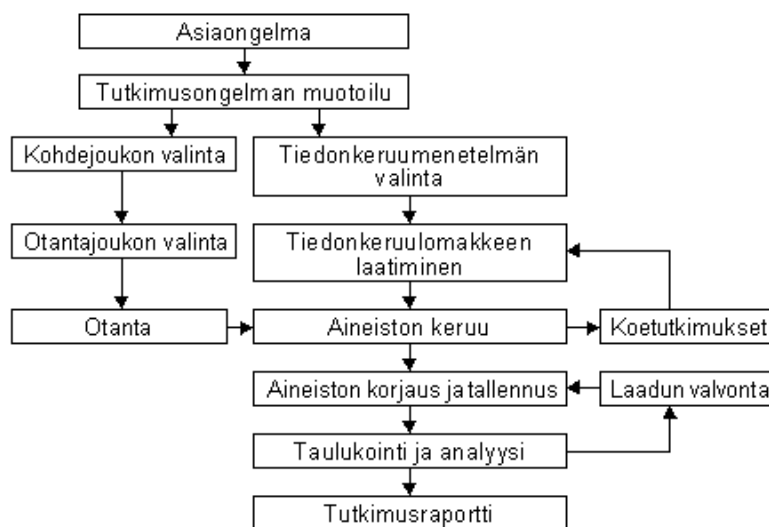 Asiaongelma
Tutkimusongelman muotoilu
Kohdejoukon valinta
Tiedonkeruumenetelmän
valinta
Otantajoukon valinta
Tiedonkeruulomakkeen
laatiminen
Otanta
Aineiston keruu
Koetutkimukset
Aineiston korjaus ja tallennus
Laadun valvonta
Taulukointi ja analyysi
Tutkimusraportti